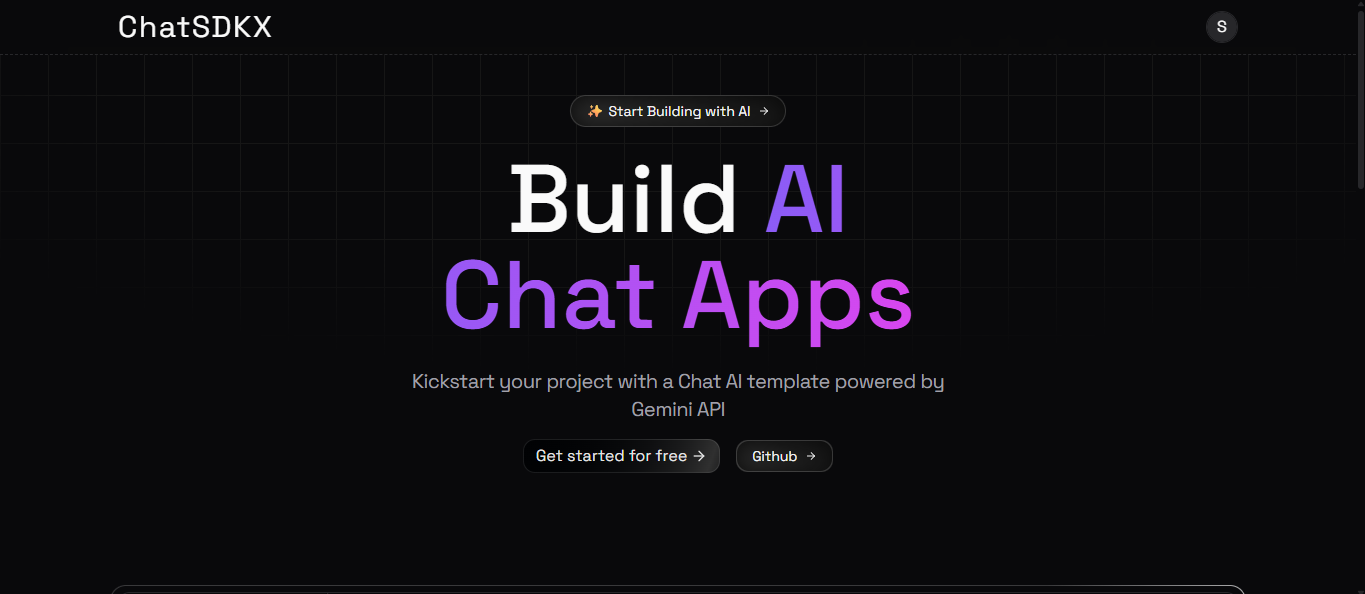 ChatSDKX
S
✨ Start Building with AI →
Build AI
Chat Apps
Kickstart your project with a Chat AI template powered by
Gemini API
Get started for free →
Github →